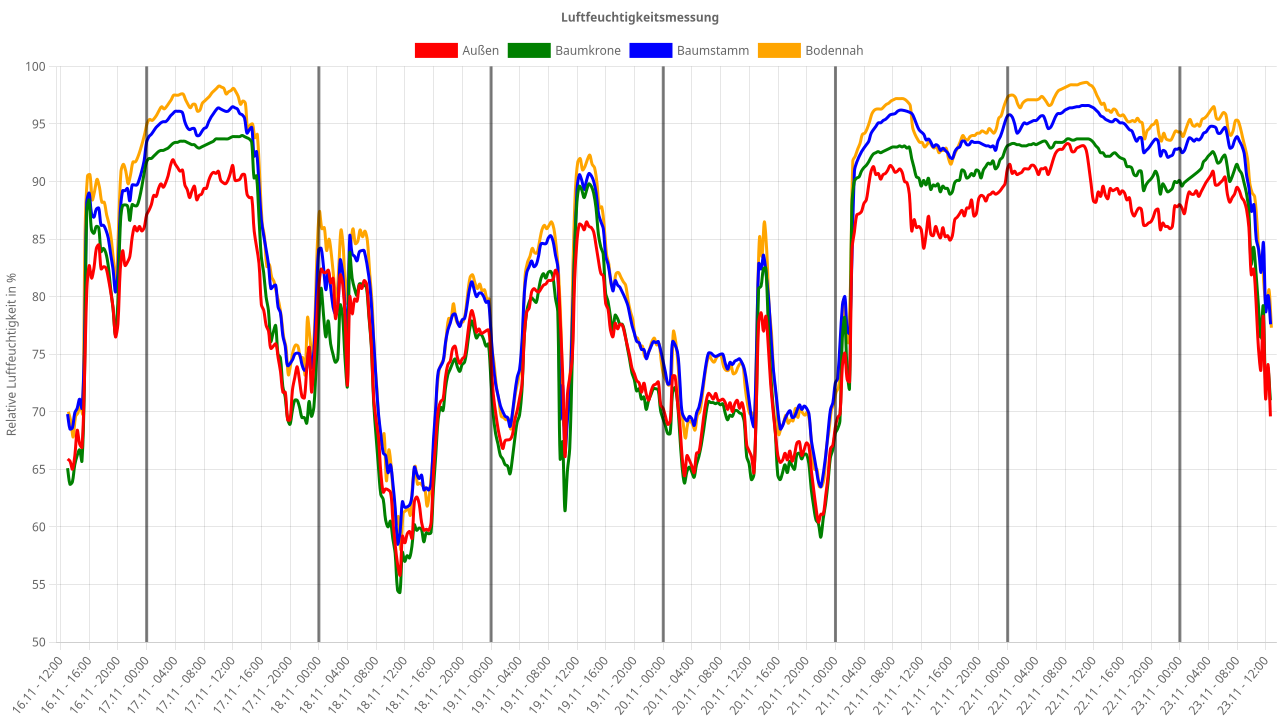 Luftfeuchtigkeitsmessung
Außen Baumkrone Baumstamm Bodennah
Relative Luftfeuchtigkeit in %
100
95
90
85
80
75
70
65
60
55
50
16.11 - 12:00
16.11 - 16:00
16.11 - 20:00
17.11 - 00:00
17.11 - 04:00
17.11 - 08:00
17.11 - 12:00
17.11 - 16:00
17.11 - 20:00
18.11 - 00:00
18.11 - 04:00
18.11 - 08:00
18.11 - 12:00
18.11 - 16:00
18.11 - 20:00
19.11 - 00:00
19.11 - 04:00
19.11 - 08:00
19.11 - 12:00
19.11 - 16:00
19.11 - 20:00
20.11 - 00:00
20.11 - 04:00
20.11 - 08:00
20.11 - 12:00
20.11 - 16:00
20.11 - 20:00
21.11 - 00:00
21.11 - 04:00
21.11 - 08:00
21.11 - 12:00
21.11 - 16:00
21.11 - 20:00
22.11 - 00:00
22.11 - 04:00
22.11 - 08:00
22.11 - 12:00
22.11 - 16:00
22.11 - 20:00
23.11 - 00:00
23.11 - 04:00
23.11 - 08:00
23.11 - 12:00